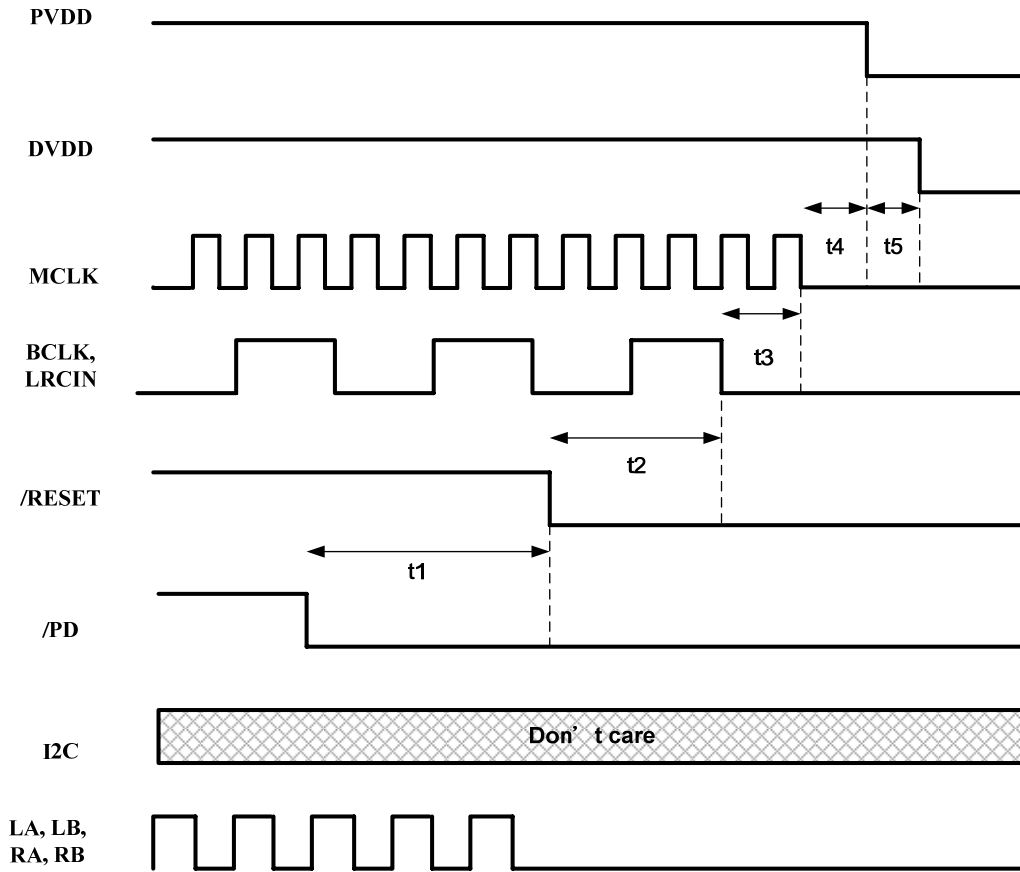 PVDD
DVDD
t4
t5
MCLK
BCLK,
LRCIN
t3
t2
/RESET
t1
/PD
Don’t care
I2C
LA, LB,
RA, RB